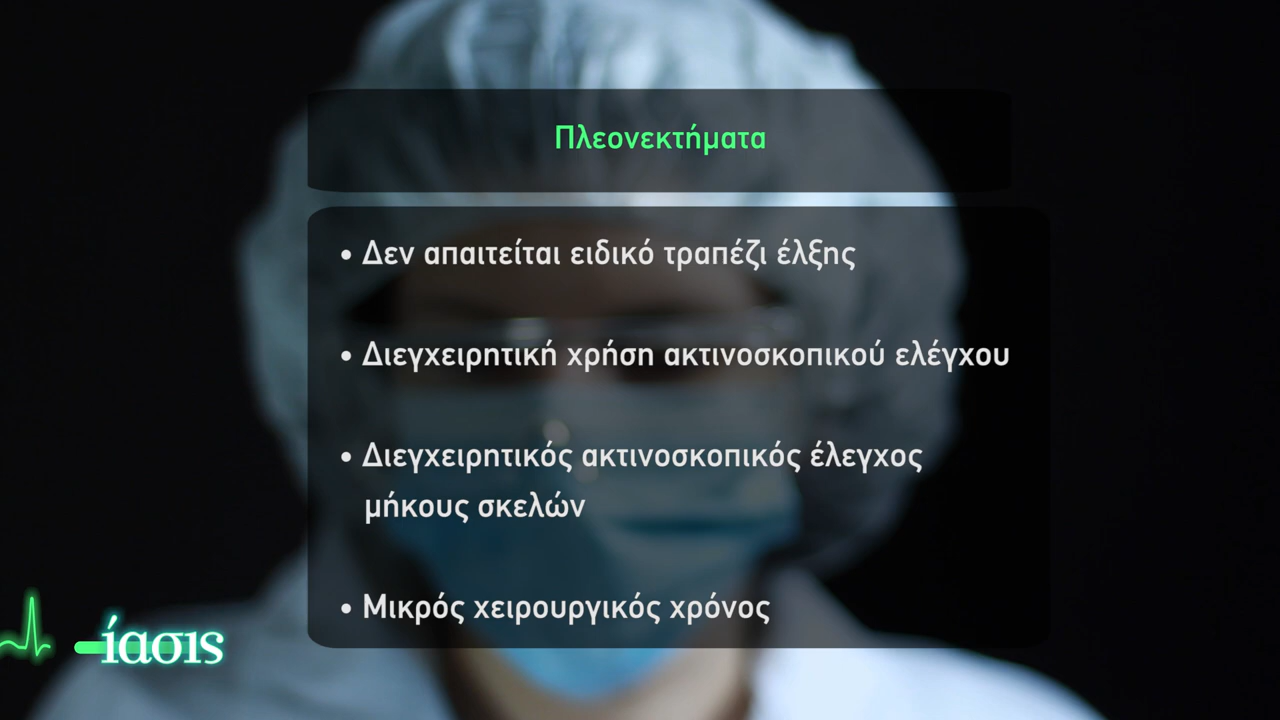 Πλεονεκτήματα
• Δεν απαιτείται ειδικό τραπέζι έλξης
• Διεγχειρητική χρήση ακτινοσκοπικού ελέγχου
• Διεγχειρητικός ακτινοσκοπικός έλεγχος
μήκους σκελών
• Μικρός χειρουργικός χρόνος
ίασις